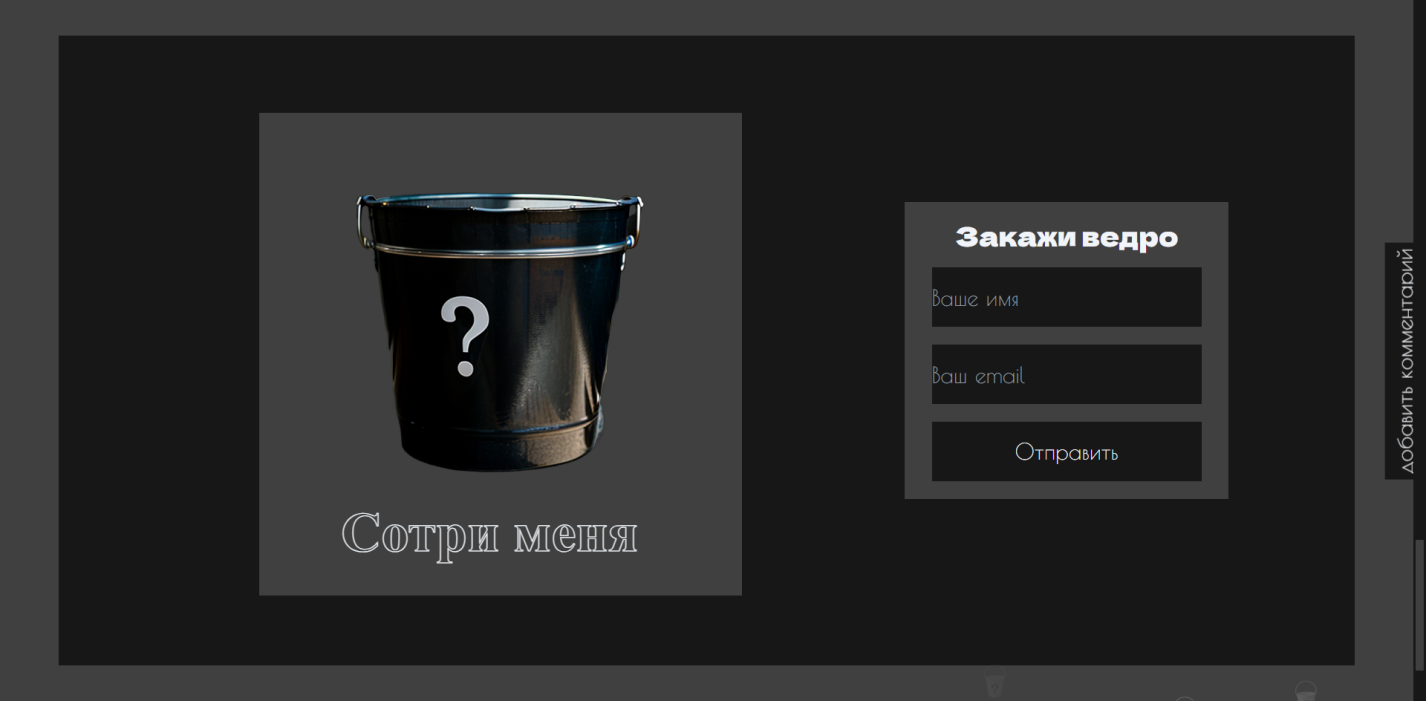 ?
Сотри меня
Закажи ведро
Ваше имя
Ваш email
Отправить
добавить комментарий